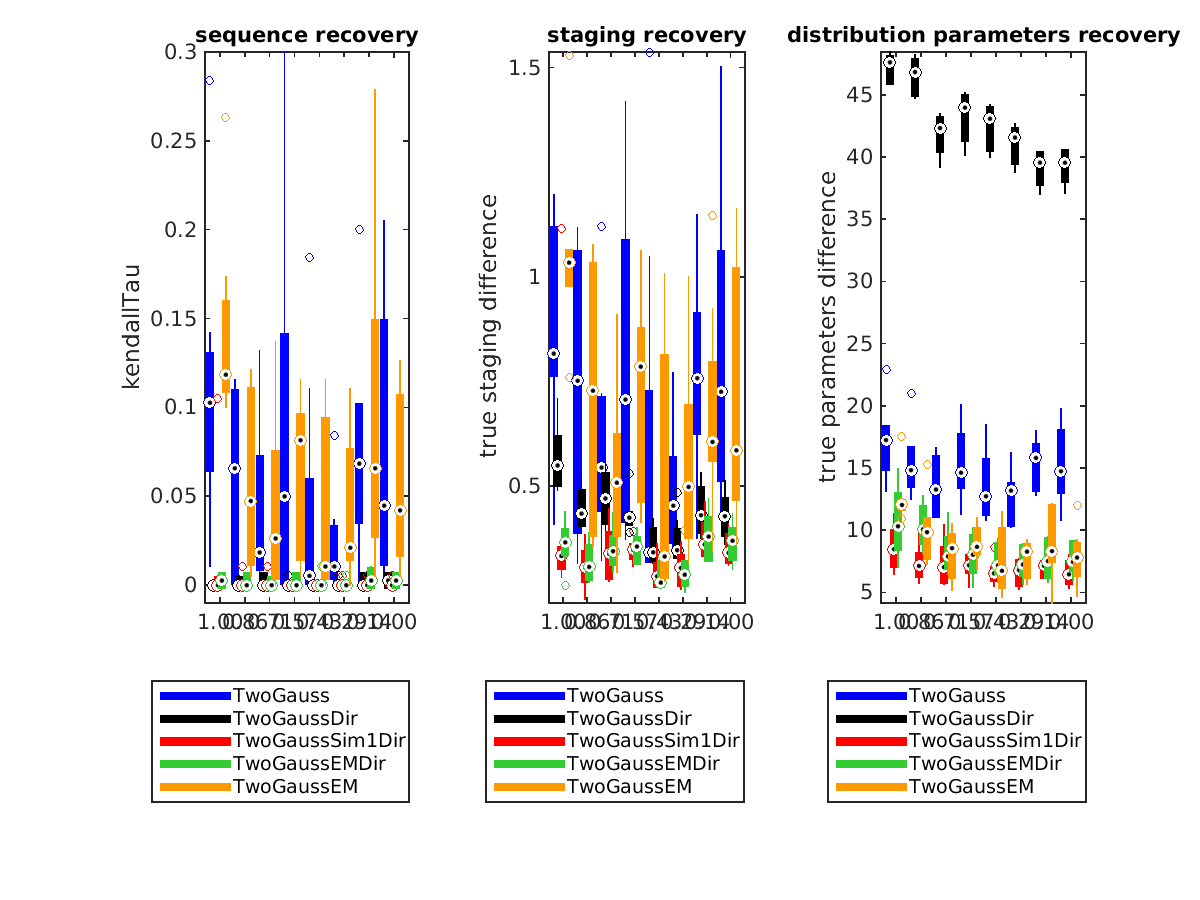 sequence recovery
staging recovery
distribution parameters recovery
kendallTau
0.3
0.25
0.2
0.15
0.1
0.05
0
true staging difference
1.5
1
0.5
true parameters difference
45
40
35
30
25
20
15
10
5
TwoGauss
TwoGaussDir
TwoGaussSim1Dir
TwoGaussEMDir
TwoGaussEM
TwoGauss
TwoGaussDir
TwoGaussSim1Dir
TwoGaussEMDir
TwoGaussEM
TwoGauss
TwoGaussDir
TwoGaussSim1Dir
TwoGaussEMDir
TwoGaussEM